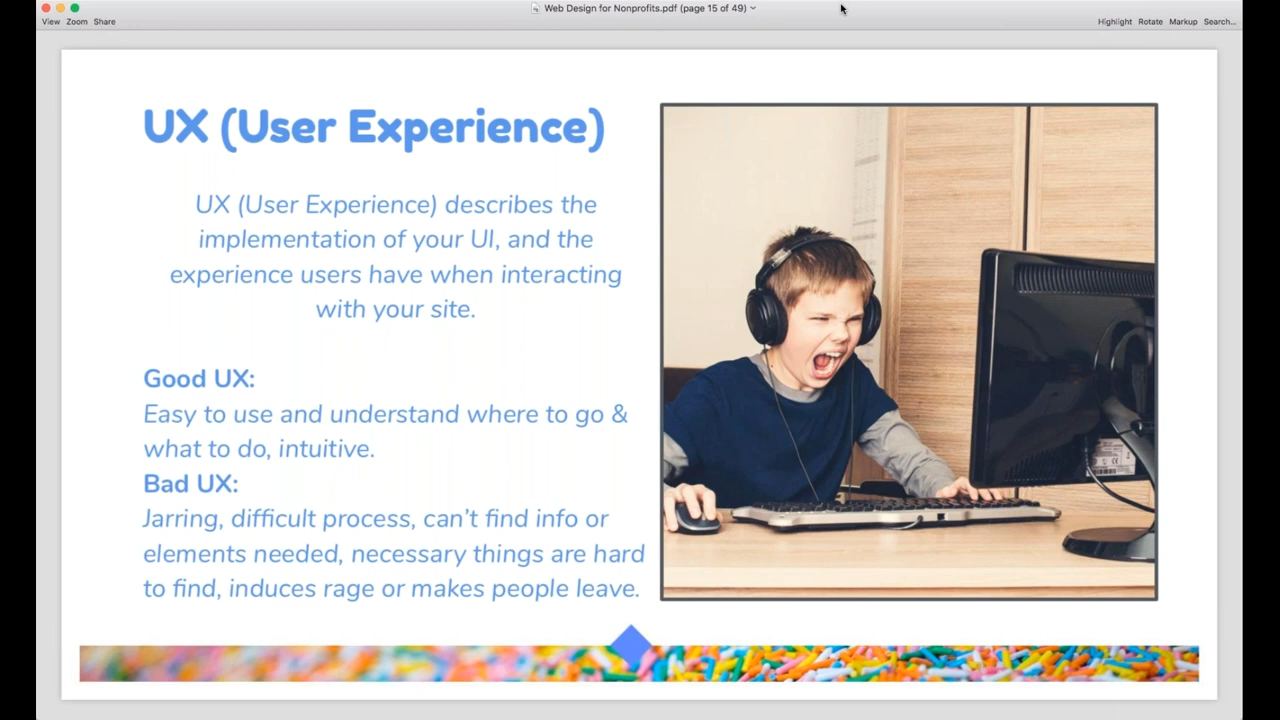 Web Design for Nonprofits.pdf (page 15 of 49)
View Zoom Share
Highlight Rotate Markup Search...
UX (User Experience)
UX (User Experience) describes the
implementation of your UI, and the
experience users have when interacting
with your site.
Good UX:
Easy to use and understand where to go &
what to do, intuitive.
Bad UX:
Jarring, difficult process, can't find info or
elements needed, necessary things are hard
to find, induces rage or makes people leave.